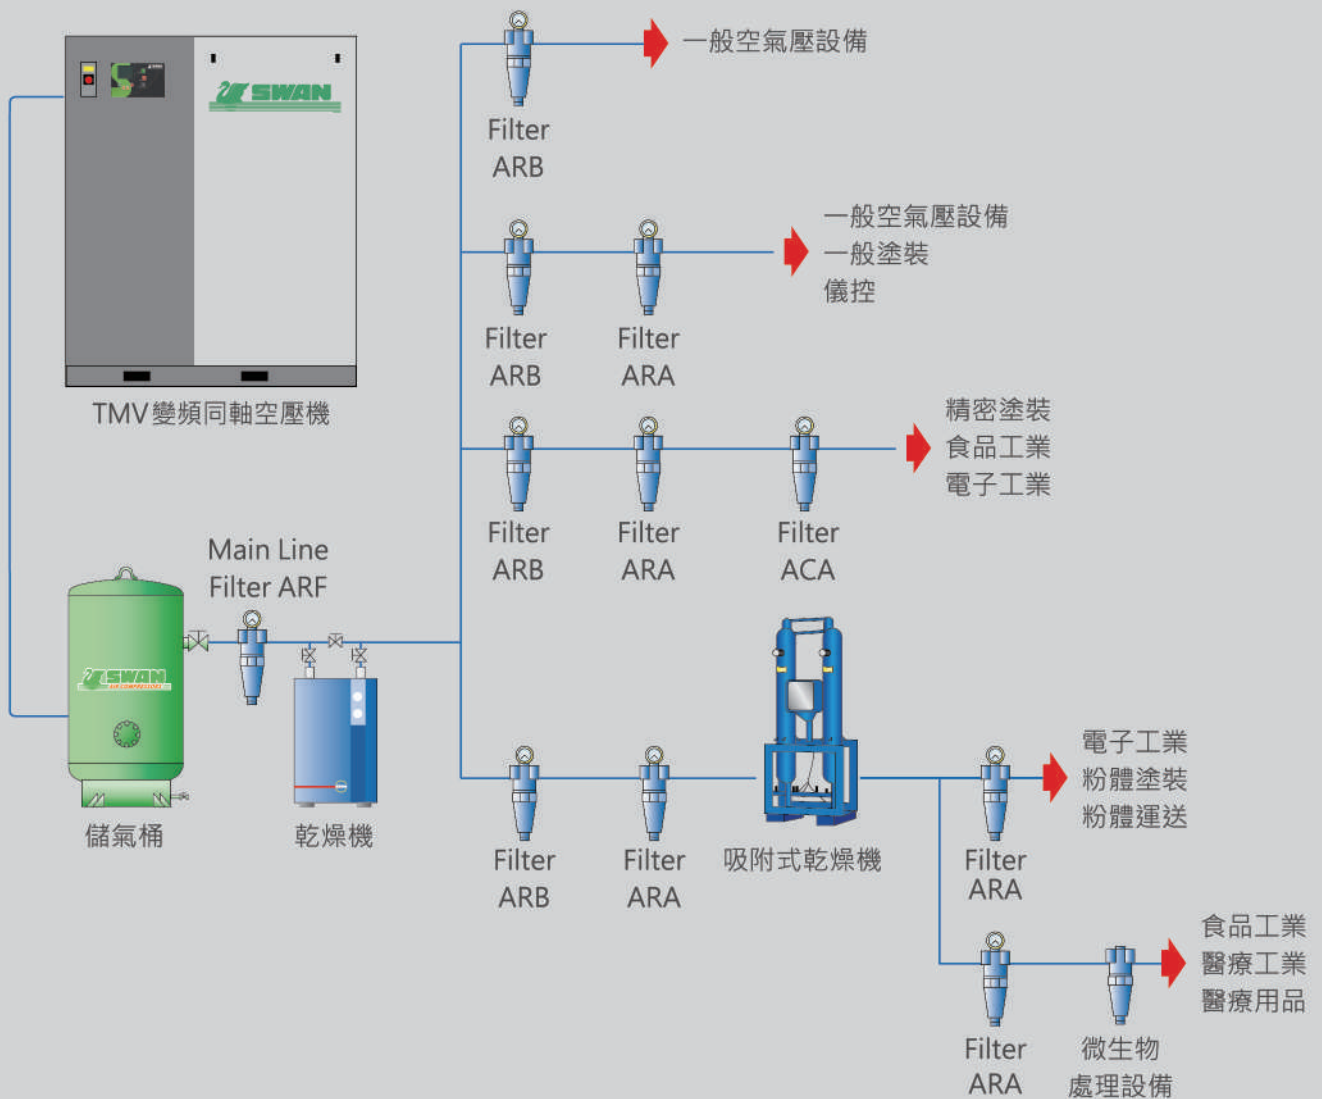 SWAN
TMV變頻同軸空壓機
一般空氣壓設備
Filter
ARB
一般空氣壓設備
一般塗裝
儀控
Filter
ARB
Filter
ARA
精密塗裝
食品工業
電子工業
Filter
ARB
Filter
ARA
Filter
ACA
Main Line
Filter ARF
SWAN
AIR COMPRESSORS
儲氣桶
乾燥機
Filter
ARB
Filter
ARA
吸附式乾燥機
Filter
ARA
電子工業
粉體塗裝
粉體運送
食品工業
醫療工業
醫療用品
Filter
ARA
微生物
處理設備